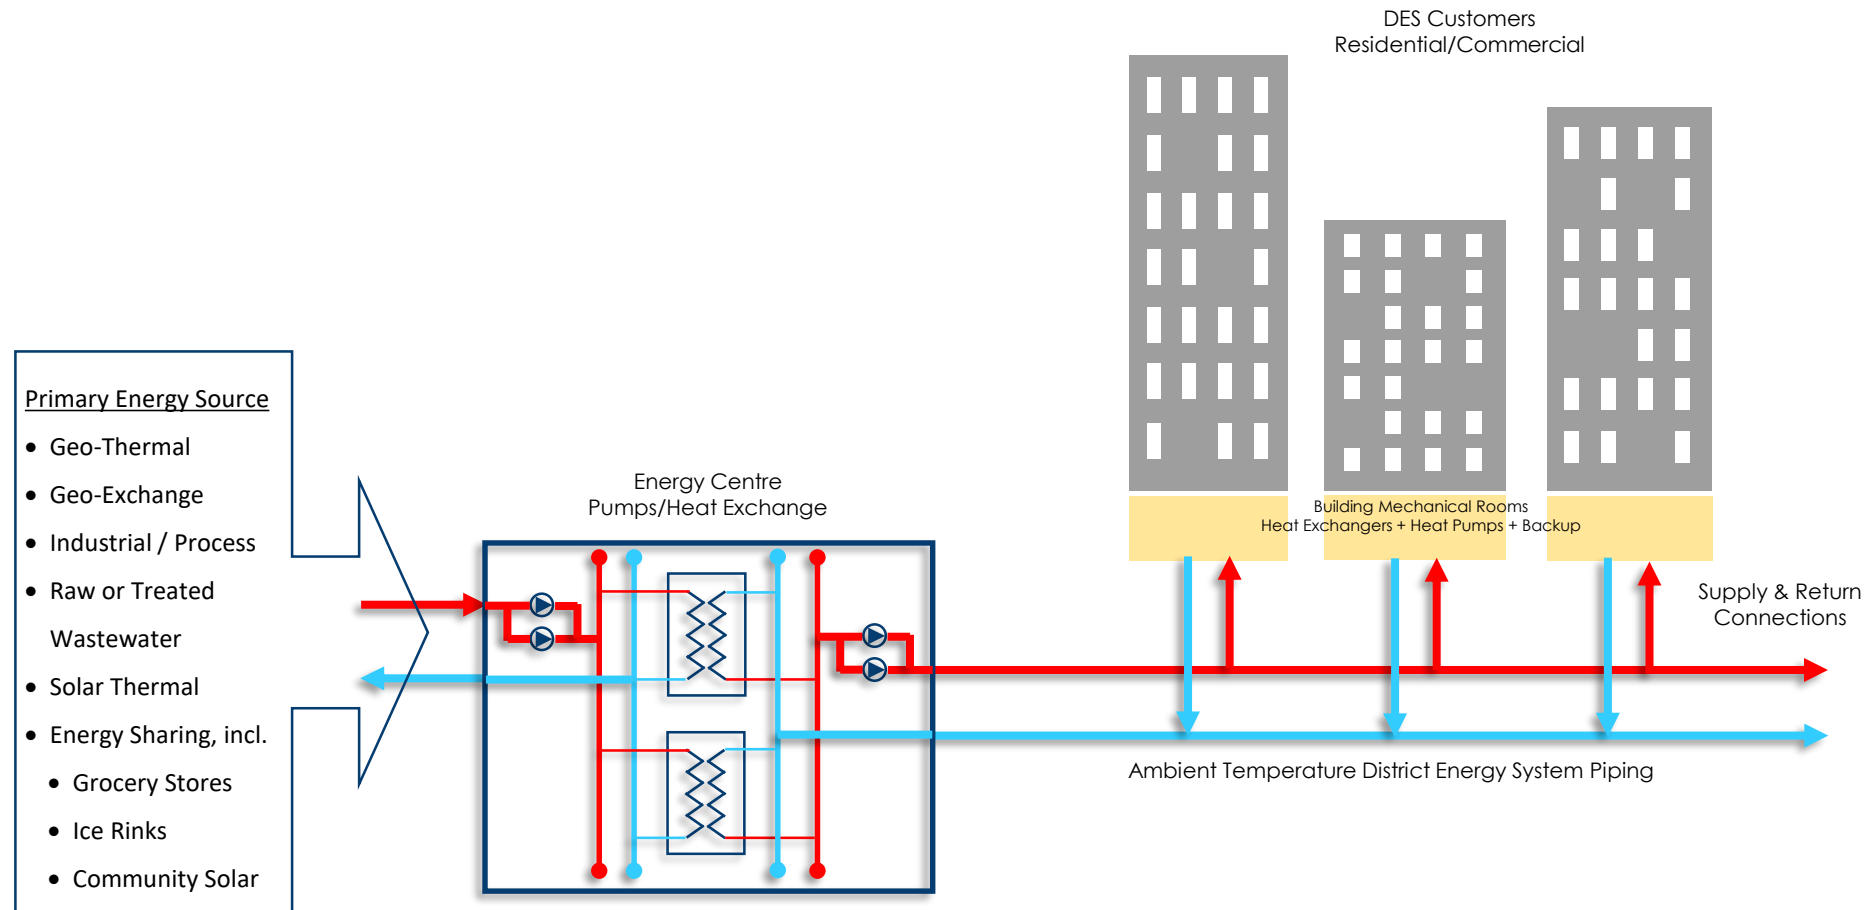 DES Customers
Residential/Commercial
Primary Energy Source
• Geo-Thermal
• Geo-Exchange
• Industrial / Process
• Raw or Treated
Wastewater
• Solar Thermal
• Energy Sharing, incl.
• Grocery Stores
• Ice Rinks
• Community Solar
Energy Centre
Pumps/Heat Exchange
Building Mechanical Rooms
Heat Exchangers + Heat Pumps + Backup
Supply & Return
Connections
Ambient Temperature District Energy System Piping